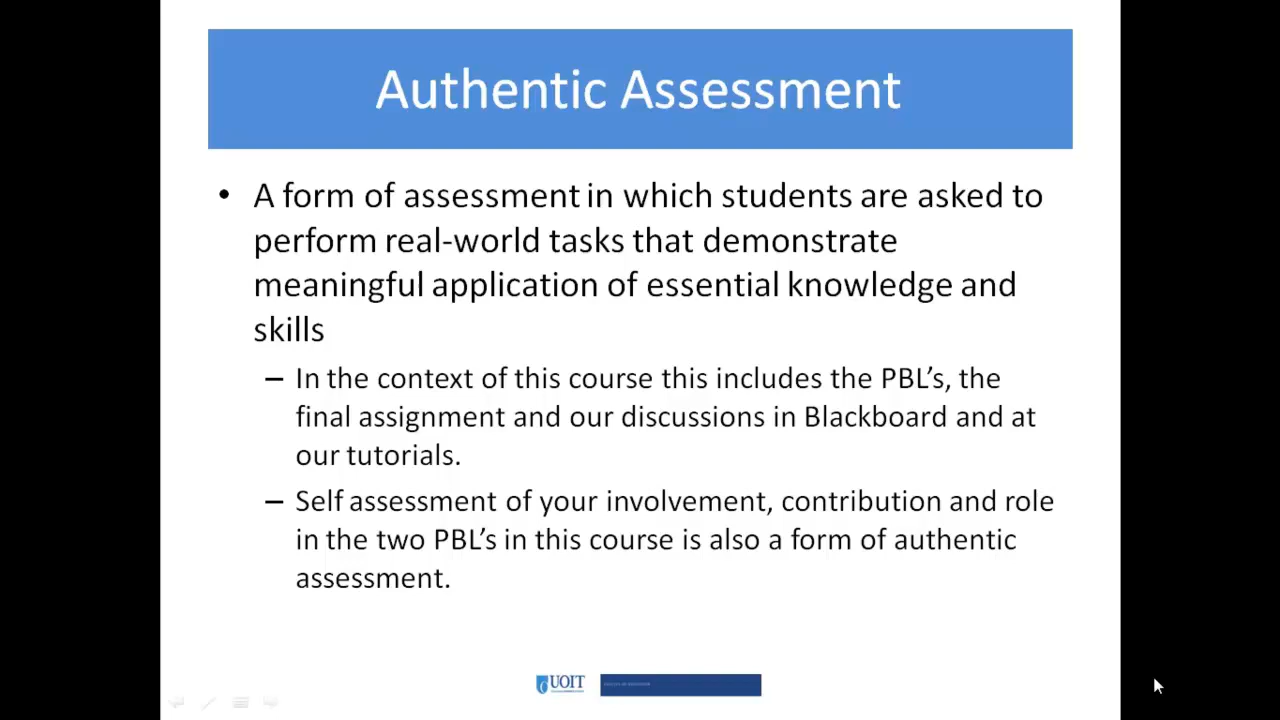 Authentic Assessment
• A form of assessment in which students are asked to
perform real-world tasks that demonstrate
meaningful application of essential knowledge and
skills
– In the context of this course this includes the PBL’s, the
final assignment and our discussions in Blackboard and at
our tutorials.
– Self assessment of your involvement, contribution and role
in the two PBL’s in this course is also a form of authentic
assessment.
UOIT